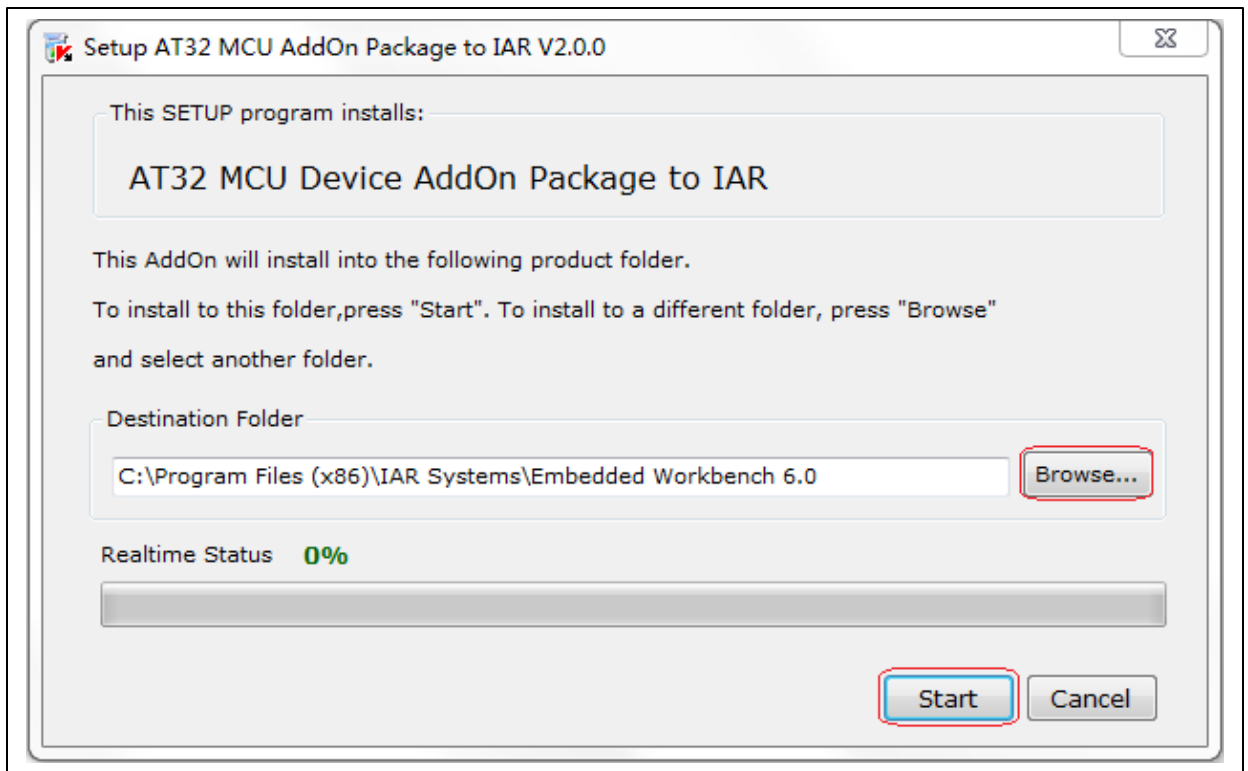 Setup AT32 MCU AddOn Package to IAR V2.0.0
This SETUP program installs:
AT32 MCU Device AddOn Package to IAR
This AddOn will install into the following product folder.
To install to this folder,press "Start". To install to a different folder, press "Browse"
and select another folder.
Destination Folder
C:\Program Files (x86)\IAR Systems\Embedded Workbench 6.0
Browse...
Realtime Status 0%
Start Cancel